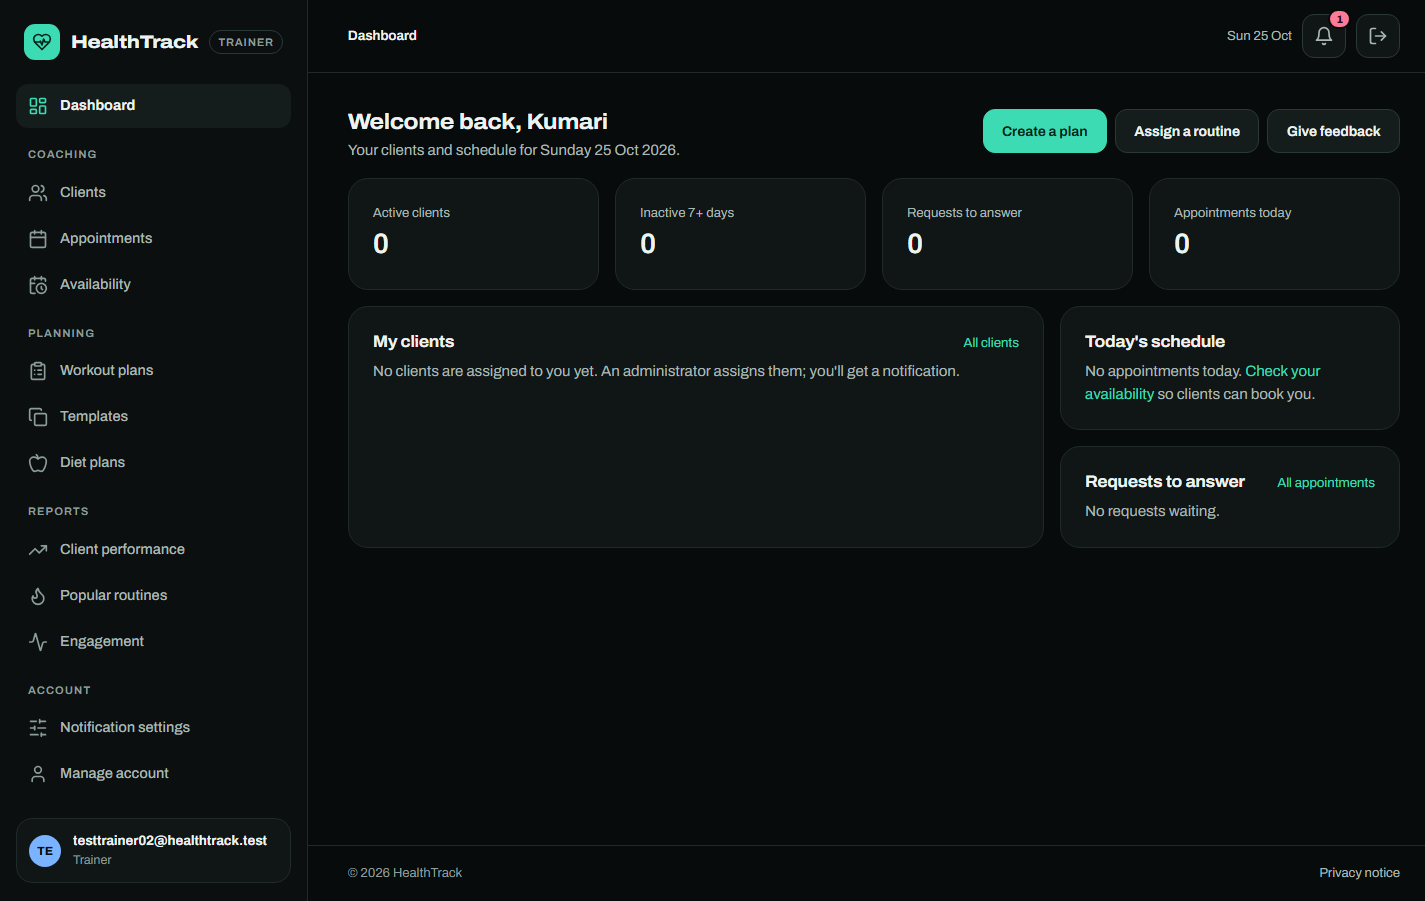 HealthTrack TRAINER
Dashboard
COACHING
Clients
Appointments
Availability
PLANNING
Workout plans
Templates
Diet plans
REPORTS
Client performance
Popular routines
Engagement
ACCOUNT
Notification settings
Manage account
TE
testtrainer02@healthtrack.test
Trainer
Dashboard
Sun 25 Oct
1
Welcome back, Kumari
Your clients and schedule for Sunday 25 Oct 2026.
Create a plan
Assign a routine
Give feedback
Active clients
0
Inactive 7+ days
0
Requests to answer
0
Appointments today
0
My clients
All clients
No clients are assigned to you yet. An administrator assigns them; you'll get a notification.
Today's schedule
No appointments today. Check your
availability so clients can book you.
Requests to answer
All appointments
No requests waiting.
© 2026 HealthTrack
Privacy notice